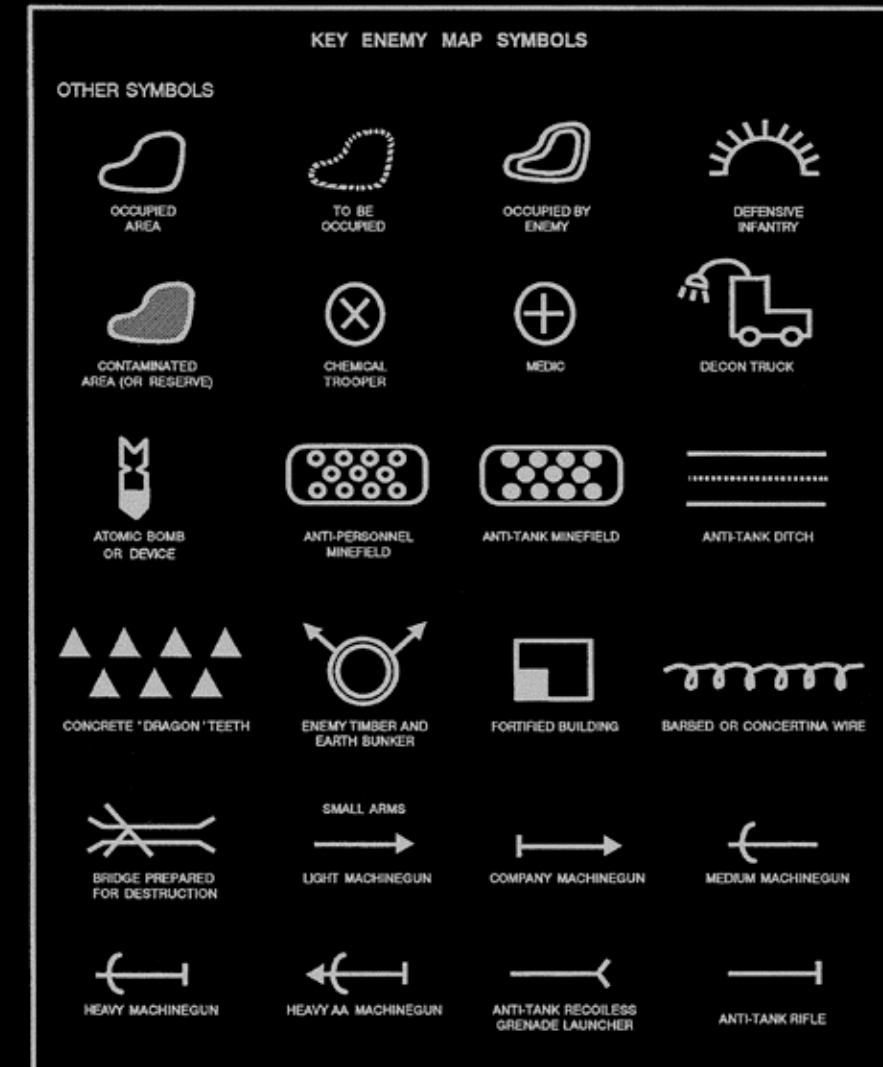 KEY ENEMY MAP SYMBOLS
OTHER SYMBOLS
OCCUPIED
AREA
TO BE
OCCUPIED
OCCUPIED BY
ENEMY
DEFENSIVE
INFANTRY
CONTAMINATED
AREA (OR RESERVE)
CHEMICAL
TROOPER
MEDIC
DECON TRUCK
ATOMIC BOMB
OR DEVICE
ANTI-PERSONNEL
MINEFIELD
ANTI-TANK MINEFIELD
ANTI-TANK DITCH
CONCRETE "DRAGON" TEETH
ENEMY TIMBER AND
EARTH BUNKER
FORTIFIED BUILDING
BARBED OR CONCERTINA WIRE
BRIDGE PREPARED
FOR DESTRUCTION
SMALL ARMS
LIGHT MACHINEGUN
COMPANY MACHINEGUN
MEDIUM MACHINEGUN
HEAVY MACHINEGUN
HEAVY AA MACHINEGUN
ANTI-TANK RECOILESS
GRENADE LAUNCHER
ANTI-TANK RIFLE